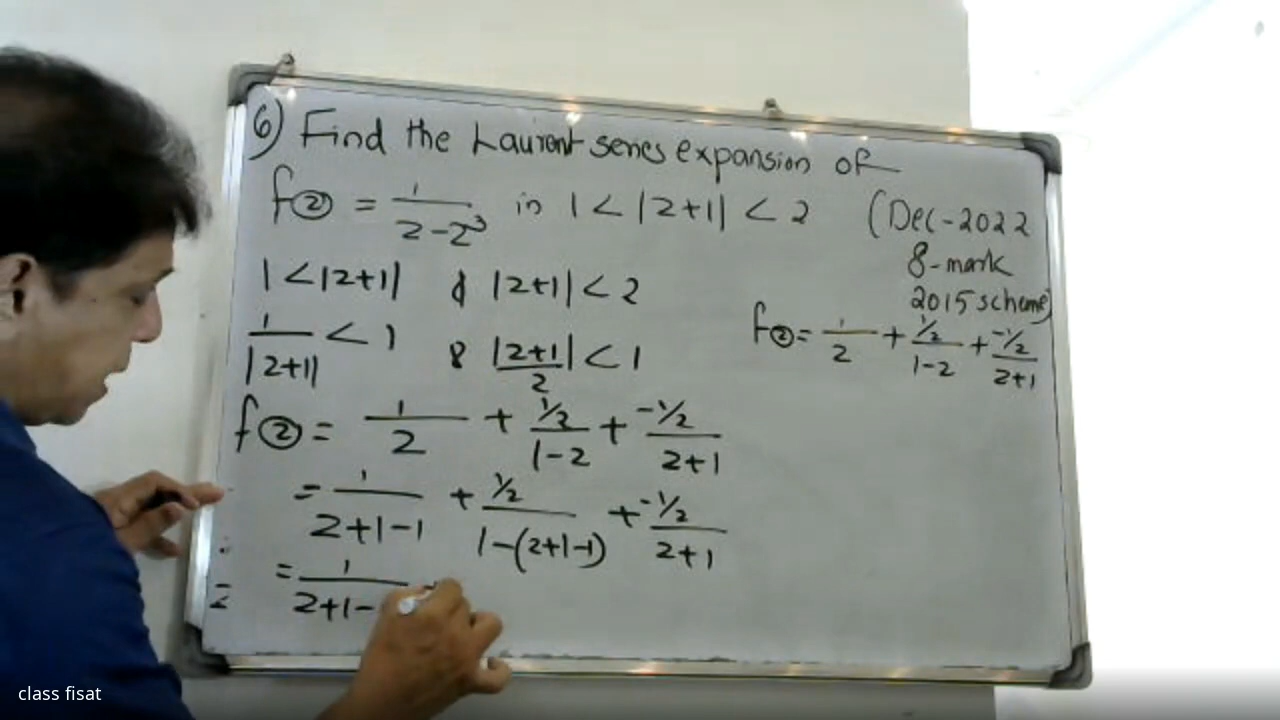 6) Find the Laurent series expansion of
f(z) = 1/(z-z³) in 1 < |z+1| < 2 (Dec-2022
8-mark
2015 scheme)
1 < |z+1| & |z+1| < 2
f(z) = 1/z + ½/(1-z) + -½/(z+1)
1/|z+1| < 1 & |(z+1)/2| < 1
f(z) = 1/z + ½/(1-z) + -½/(z+1)
= 1/(z+1-1) + ½/(1-(z+1-1)) + -½/(z+1)
= 1/(z+1-
class fisat